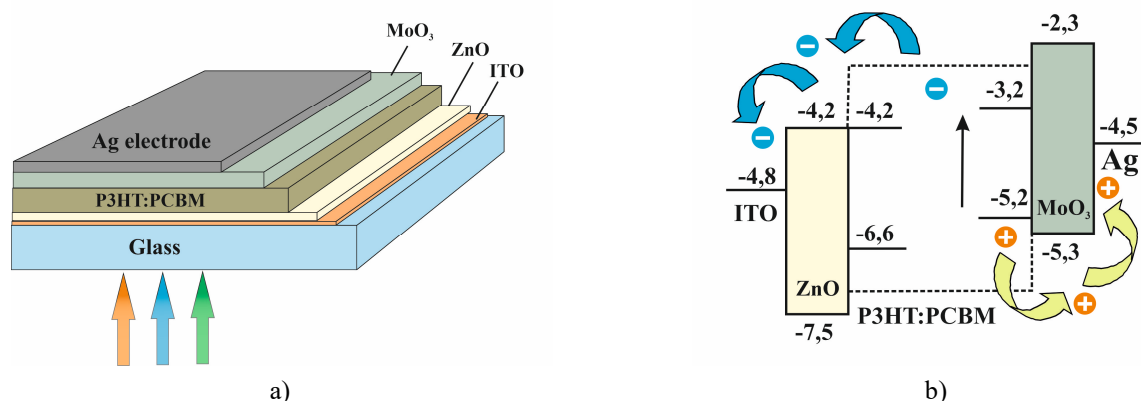 MoO₃
ZnO
ITO
Ag electrode
P3HT:PCBM
Glass
a)
-2,3
-3,2
-4,2
-4,2
-4,5
Ag
-4,8
ITO
-5,2
MoO₃
-5,3
-6,6
ZnO
P3HT:PCBM
-7,5
b)